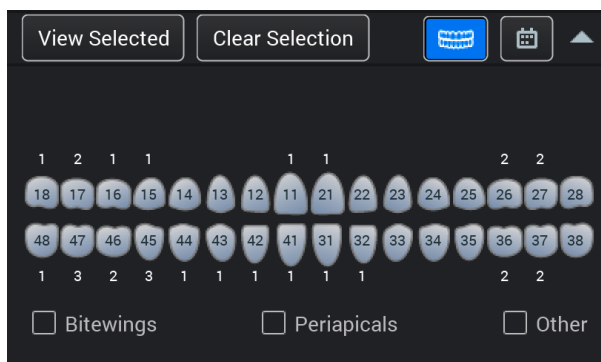 View Selected Clear Selection
1 2 1 1 1 1 2 2
18 17 16 15 14 13 12 11 21 22 23 24 25 26 27 28
48 47 46 45 44 43 42 41 31 32 33 34 35 36 37 38
1 3 2 3 1 1 1 1 1 1 2 2
Bitewings Periapicals Other